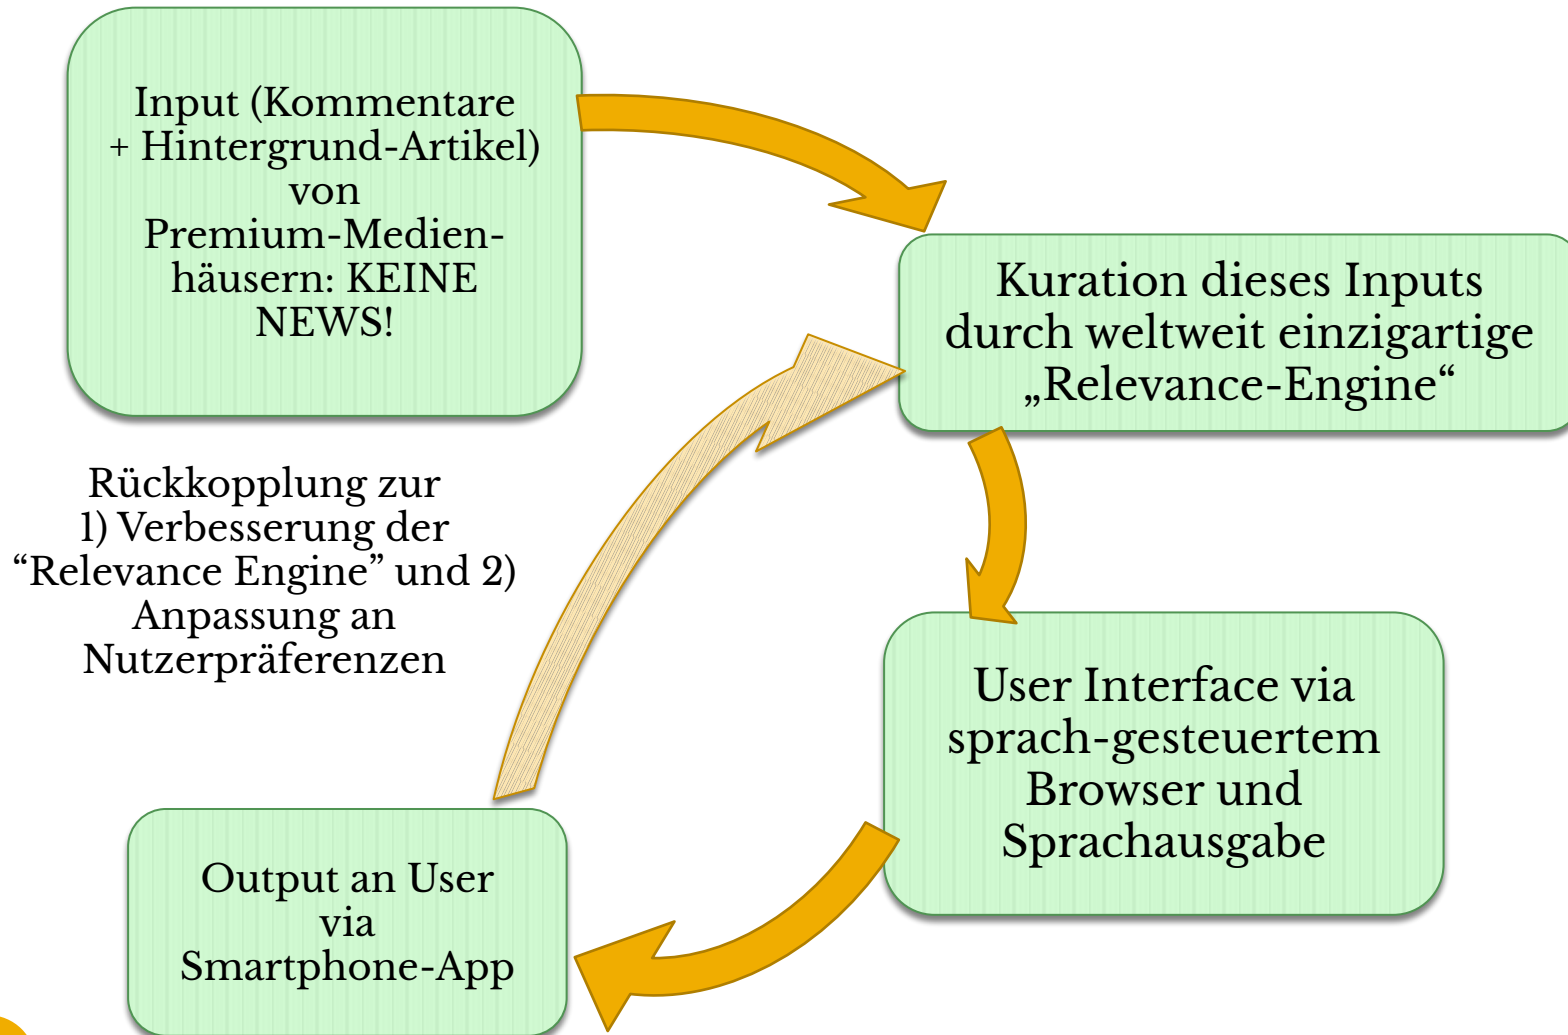 Input (Kommentare
+ Hintergrund-Artikel)
von
Premium-Medien-
häusern: KEINE
NEWS!
Kuration dieses Inputs
durch weltweit einzigartige
„Relevance-Engine“
Rückkopplung zur
1) Verbesserung der
“Relevance Engine” und 2)
Anpassung an
Nutzerpräferenzen
User Interface via
sprach-gesteuertem
Browser und
Sprachausgabe
Output an User
via
Smartphone-App